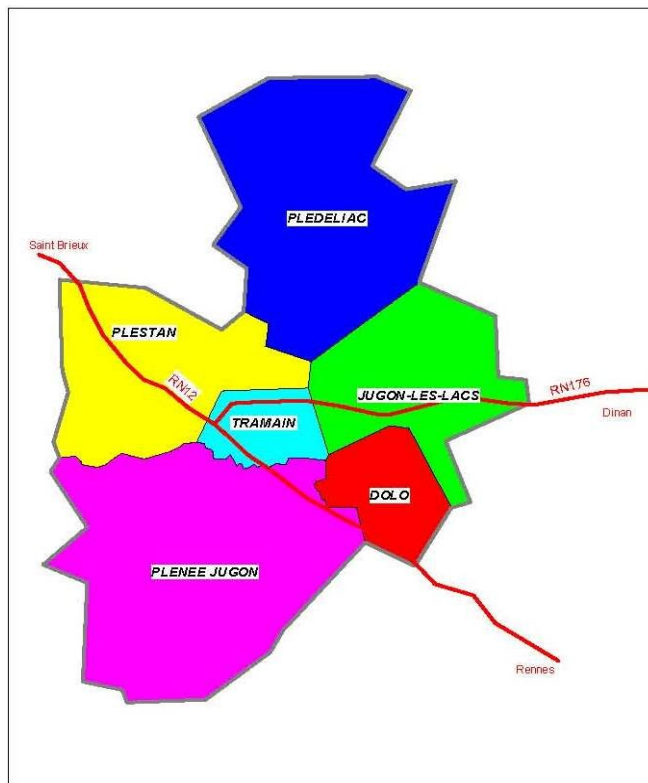 PLEDELIAC
Saint Brieux
PLESTAN
RN12
JUGON-LES-LACS
RN176
Dinan
TRAMAIN
DOLO
PLENEE JUGON
Rennes